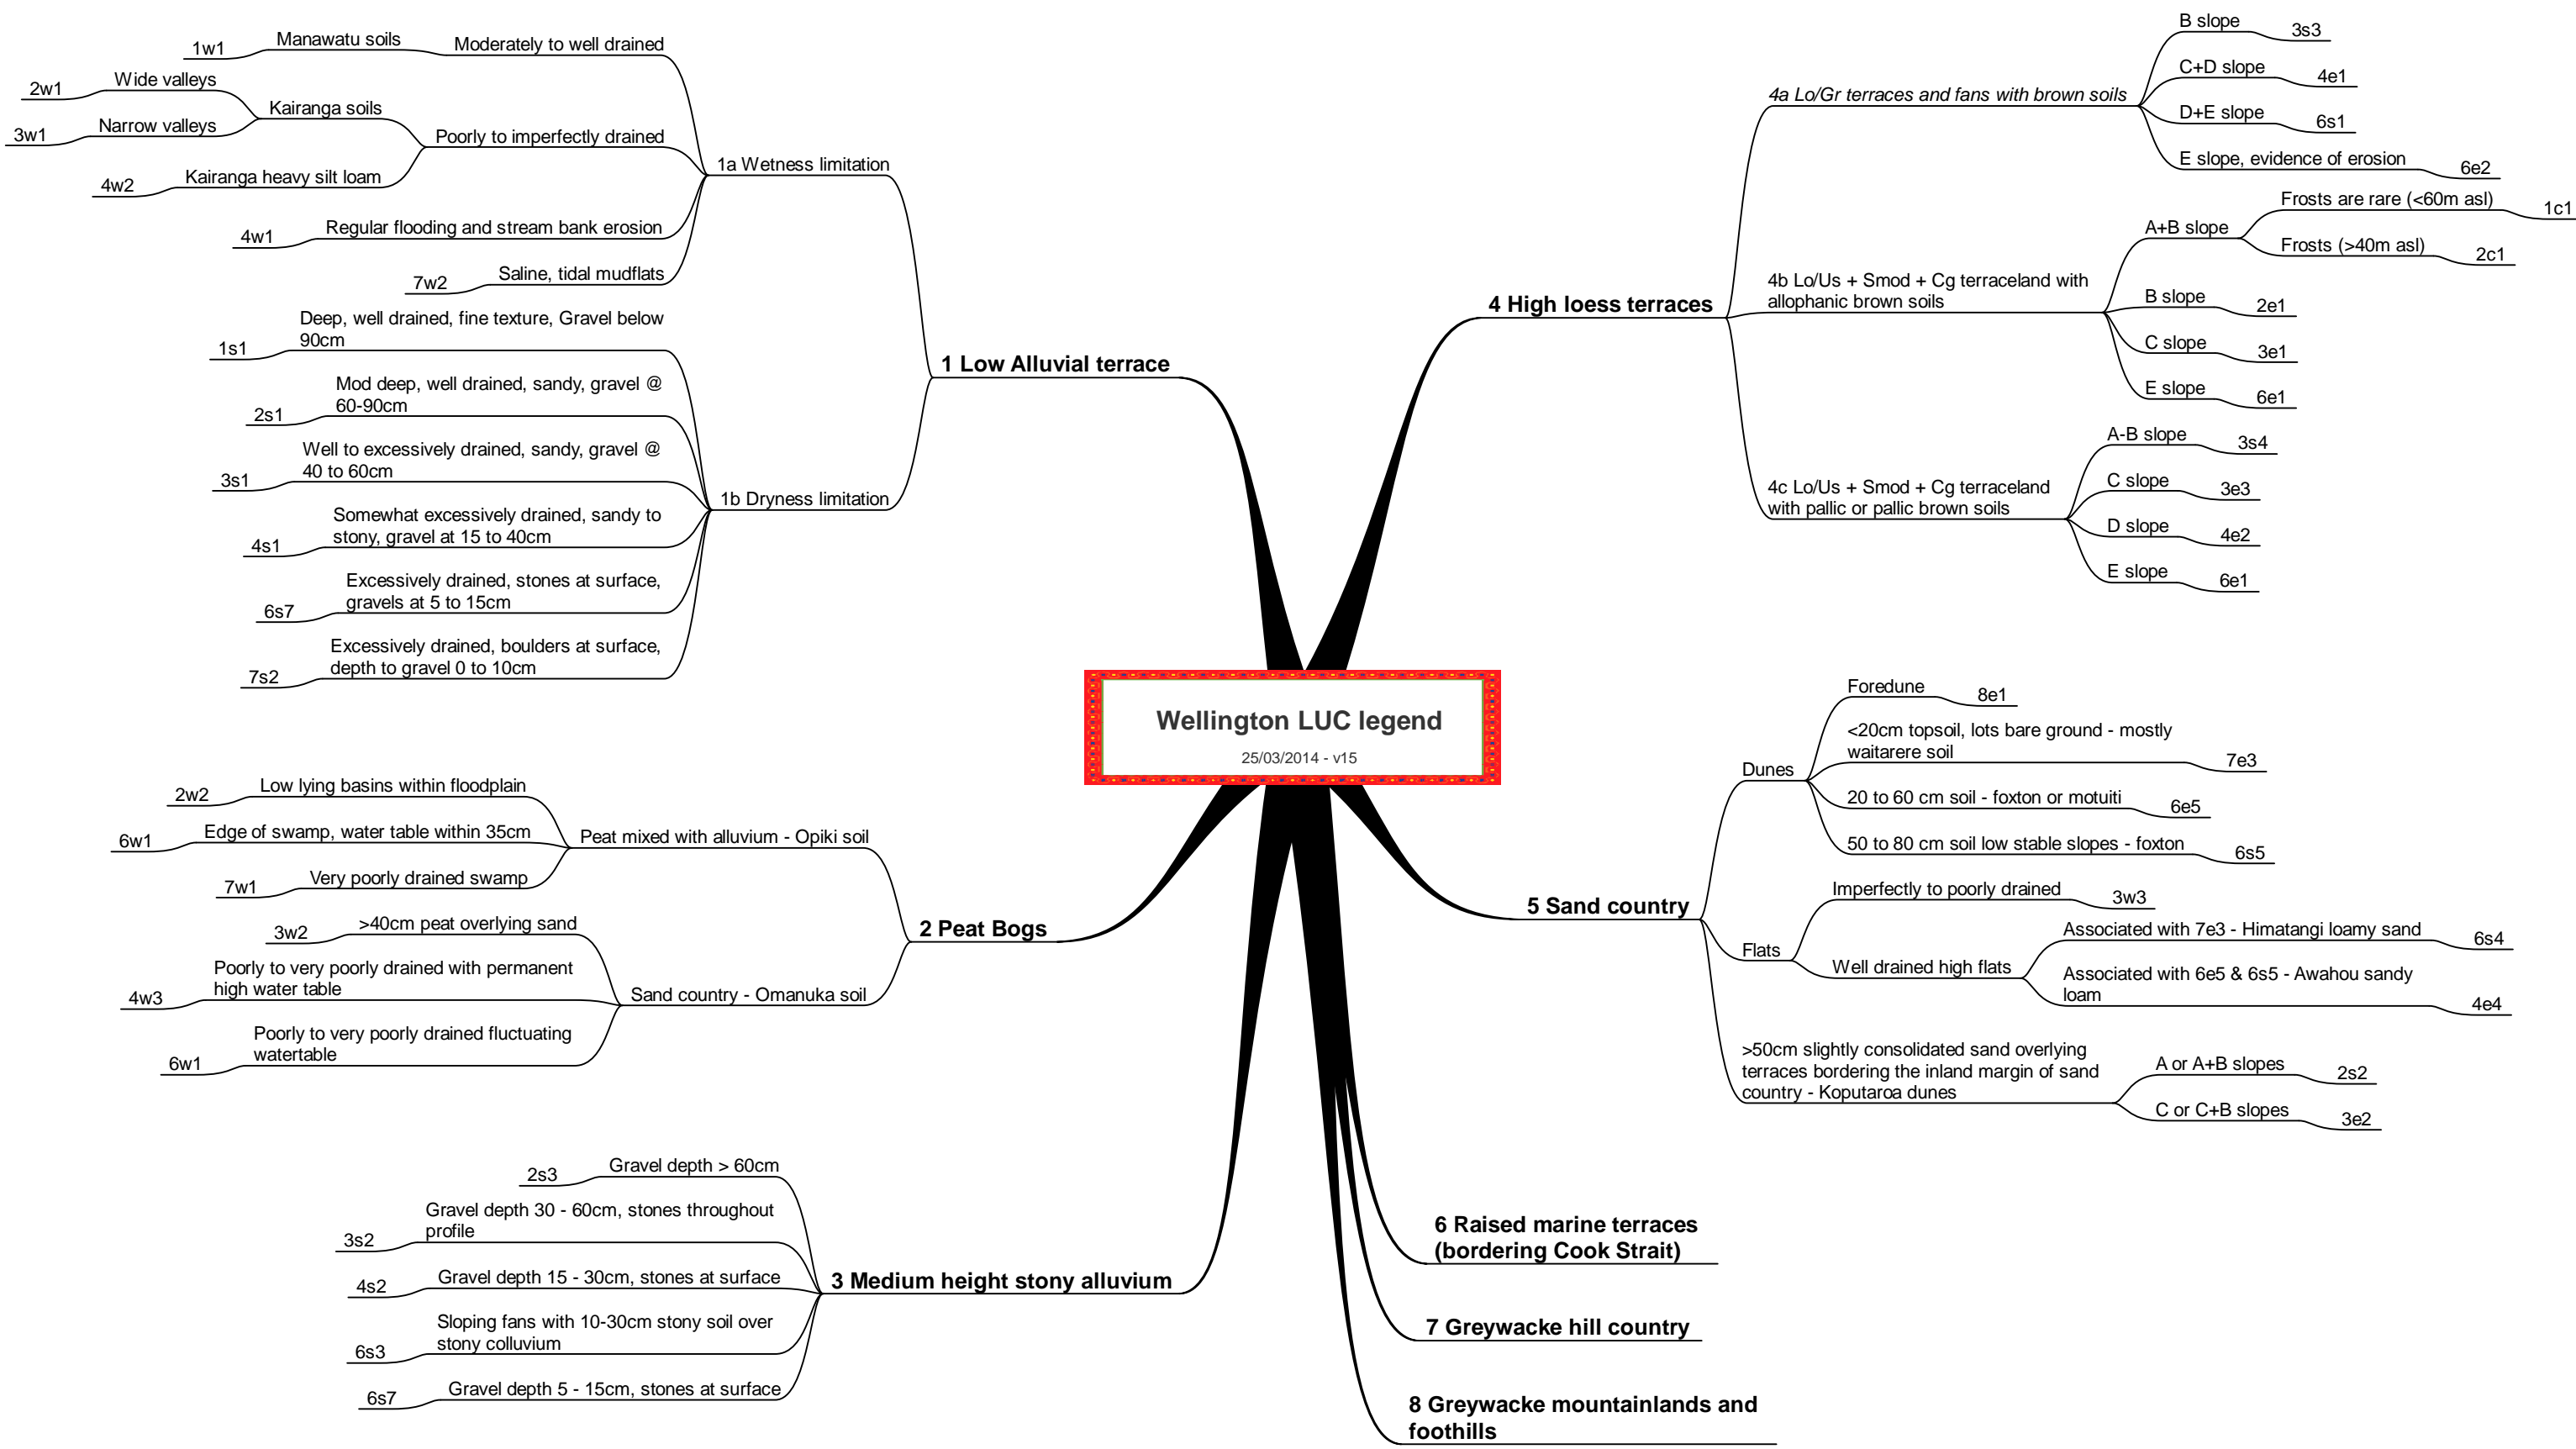 Wellington LUC legend
25/03/2014 - v15
1 Low Alluvial terrace
1a Wetness limitation
Moderately to well drained
Manawatu soils
1w1
Poorly to imperfectly drained
Kairanga soils
Wide valleys
2w1
Narrow valleys
3w1
Kairanga heavy silt loam
4w2
Regular flooding and stream bank erosion
4w1
Saline, tidal mudflats
7w2
1b Dryness limitation
Deep, well drained, fine texture, Gravel below
90cm
1s1
Mod deep, well drained, sandy, gravel @
60-90cm
2s1
Well to excessively drained, sandy, gravel @
40 to 60cm
3s1
Somewhat excessively drained, sandy to
stony, gravel at 15 to 40cm
4s1
Excessively drained, stones at surface,
gravels at 5 to 15cm
6s7
Excessively drained, boulders at surface,
depth to gravel 0 to 10cm
7s2
2 Peat Bogs
Peat mixed with alluvium - Opiki soil
Low lying basins within floodplain
2w2
Edge of swamp, water table within 35cm
6w1
Very poorly drained swamp
7w1
Sand country - Omanuka soil
>40cm peat overlying sand
3w2
Poorly to very poorly drained with permanent
high water table
4w3
Poorly to very poorly drained fluctuating
watertable
6w1
3 Medium height stony alluvium
Gravel depth > 60cm
2s3
Gravel depth 30 - 60cm, stones throughout
profile
3s2
Gravel depth 15 - 30cm, stones at surface
4s2
Sloping fans with 10-30cm stony soil over
stony colluvium
6s3
Gravel depth 5 - 15cm, stones at surface
6s7
4 High loess terraces
4a Lo/Gr terraces and fans with brown soils
B slope
3s3
C+D slope
4e1
D+E slope
6s1
E slope, evidence of erosion
6e2
4b Lo/Us + Smod + Cg terraceland with
allophanic brown soils
A+B slope
Frosts are rare (<60m asl)
1c1
Frosts (>40m asl)
2c1
B slope
2e1
C slope
3e1
E slope
6e1
4c Lo/Us + Smod + Cg terraceland
with pallic or pallic brown soils
A-B slope
3s4
C slope
3e3
D slope
4e2
E slope
6e1
5 Sand country
Dunes
Foredune
8e1
<20cm topsoil, lots bare ground - mostly
waitarere soil
7e3
20 to 60 cm soil - foxton or motuiti
6e5
50 to 80 cm soil low stable slopes - foxton
6s5
Flats
Imperfectly to poorly drained
3w3
Well drained high flats
Associated with 7e3 - Himatangi loamy sand
6s4
Associated with 6e5 & 6s5 - Awahou sandy
loam
4e4
>50cm slightly consolidated sand overlying
terraces bordering the inland margin of sand
country - Koputaroa dunes
A or A+B slopes
2s2
C or C+B slopes
3e2
6 Raised marine terraces
(bordering Cook Strait)
7 Greywacke hill country
8 Greywacke mountainlands and
foothills